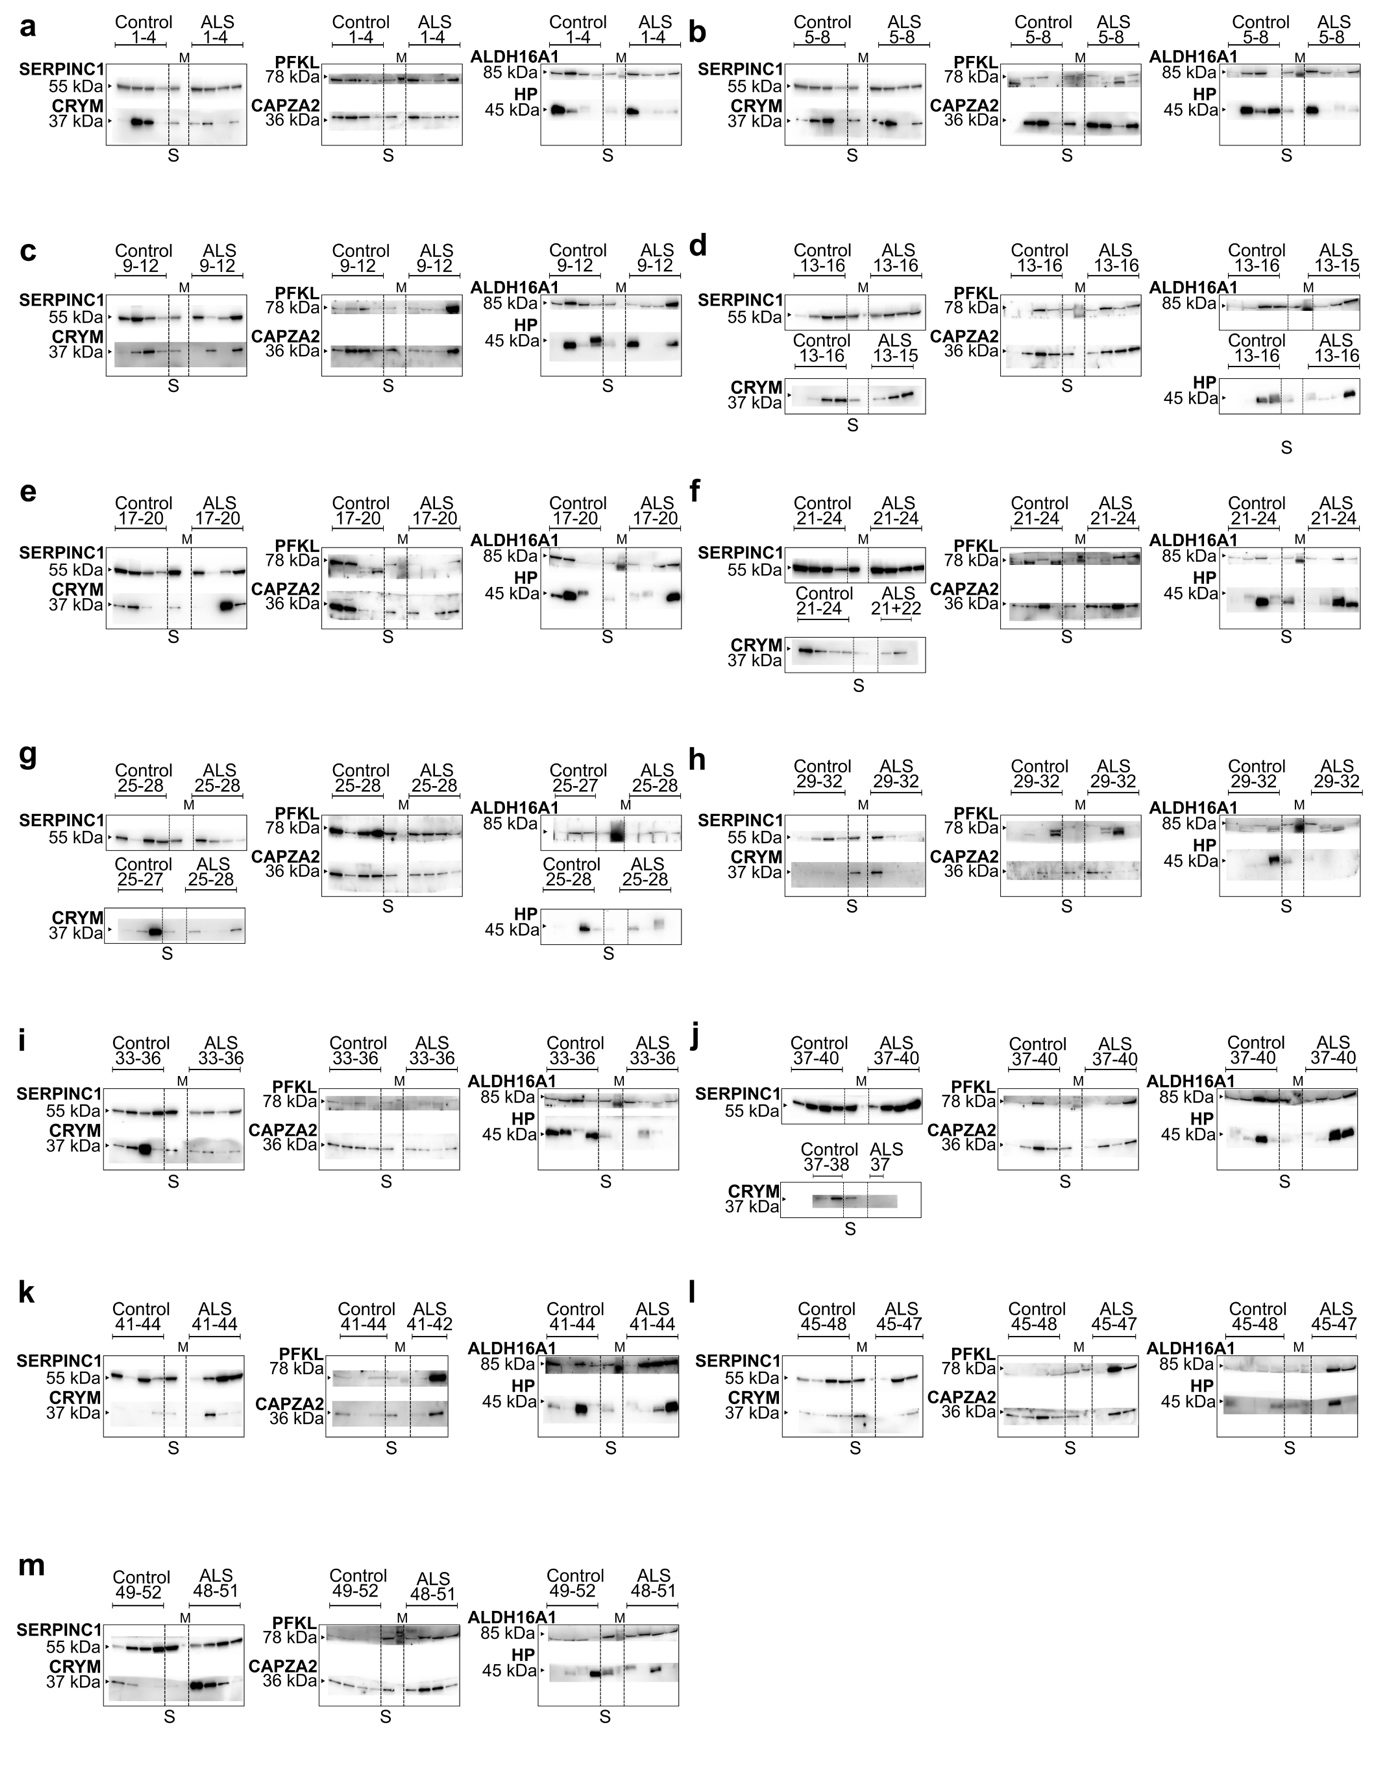 a
Control ALS
1-4 1-4
M
SERPINC1
55 kDa
CRYM
37 kDa
S
Control ALS
1-4 1-4
M
PFKL
78 kDa
CAPZA2
36 kDa
S
Control ALS
1-4 1-4
M
ALDH16A1
85 kDa
HP
45 kDa
S
b
Control ALS
5-8 5-8
M
SERPINC1
55 kDa
CRYM
37 kDa
S
Control ALS
5-8 5-8
M
PFKL
78 kDa
CAPZA2
36 kDa
S
Control ALS
5-8 5-8
M
ALDH16A1
85 kDa
HP
45 kDa
S
c
Control ALS
9-12 9-12
M
SERPINC1
55 kDa
CRYM
37 kDa
S
Control ALS
9-12 9-12
M
PFKL
78 kDa
CAPZA2
36 kDa
S
Control ALS
9-12 9-12
M
ALDH16A1
85 kDa
HP
45 kDa
S
d
Control ALS
13-16 13-16
M
SERPINC1
55 kDa
Control ALS
13-16 13-15
CRYM
37 kDa
S
Control ALS
13-16 13-16
M
PFKL
78 kDa
CAPZA2
36 kDa
S
Control ALS
13-16 13-15
M
ALDH16A1
85 kDa
Control ALS
13-16 13-16
HP
45 kDa
S
e
Control ALS
17-20 17-20
M
SERPINC1
55 kDa
CRYM
37 kDa
S
Control ALS
17-20 17-20
M
PFKL
78 kDa
CAPZA2
36 kDa
S
Control ALS
17-20 17-20
M
ALDH16A1
85 kDa
HP
45 kDa
S
f
Control ALS
21-24 21-24
M
SERPINC1
55 kDa
Control ALS
21-24 21+22
CRYM
37 kDa
S
Control ALS
21-24 21-24
M
PFKL
78 kDa
CAPZA2
36 kDa
S
Control ALS
21-24 21-24
M
ALDH16A1
85 kDa
HP
45 kDa
S
g
Control ALS
25-28 25-28
M
SERPINC1
55 kDa
Control ALS
25-27 25-28
CRYM
37 kDa
S
Control ALS
25-28 25-28
M
PFKL
78 kDa
CAPZA2
36 kDa
S
Control ALS
25-27 25-28
M
ALDH16A1
85 kDa
Control ALS
25-28 25-28
HP
45 kDa
S
h
Control ALS
29-32 29-32
M
SERPINC1
55 kDa
CRYM
37 kDa
S
Control ALS
29-32 29-32
M
PFKL
78 kDa
CAPZA2
36 kDa
S
Control ALS
29-32 29-32
M
ALDH16A1
85 kDa
HP
45 kDa
S
i
Control ALS
33-36 33-36
M
SERPINC1
55 kDa
CRYM
37 kDa
S
Control ALS
33-36 33-36
M
PFKL
78 kDa
CAPZA2
36 kDa
S
Control ALS
33-36 33-36
M
ALDH16A1
85 kDa
HP
45 kDa
S
j
Control ALS
37-40 37-40
M
SERPINC1
55 kDa
Control ALS
37-38 37
CRYM
37 kDa
S
Control ALS
37-40 37-40
M
PFKL
78 kDa
CAPZA2
36 kDa
S
Control ALS
37-40 37-40
M
ALDH16A1
85 kDa
HP
45 kDa
S
k
Control ALS
41-44 41-44
M
SERPINC1
55 kDa
CRYM
37 kDa
S
Control ALS
41-44 41-42
M
PFKL
78 kDa
CAPZA2
36 kDa
S
Control ALS
41-44 41-44
M
ALDH16A1
85 kDa
HP
45 kDa
S
l
Control ALS
45-48 45-47
M
SERPINC1
55 kDa
CRYM
37 kDa
S
Control ALS
45-48 45-47
M
PFKL
78 kDa
CAPZA2
36 kDa
S
Control ALS
45-48 45-47
M
ALDH16A1
85 kDa
HP
45 kDa
S
m
Control ALS
49-52 48-51
M
SERPINC1
55 kDa
CRYM
37 kDa
S
Control ALS
49-52 48-51
M
PFKL
78 kDa
CAPZA2
36 kDa
S
Control ALS
49-52 48-51
M
ALDH16A1
85 kDa
HP
45 kDa
S